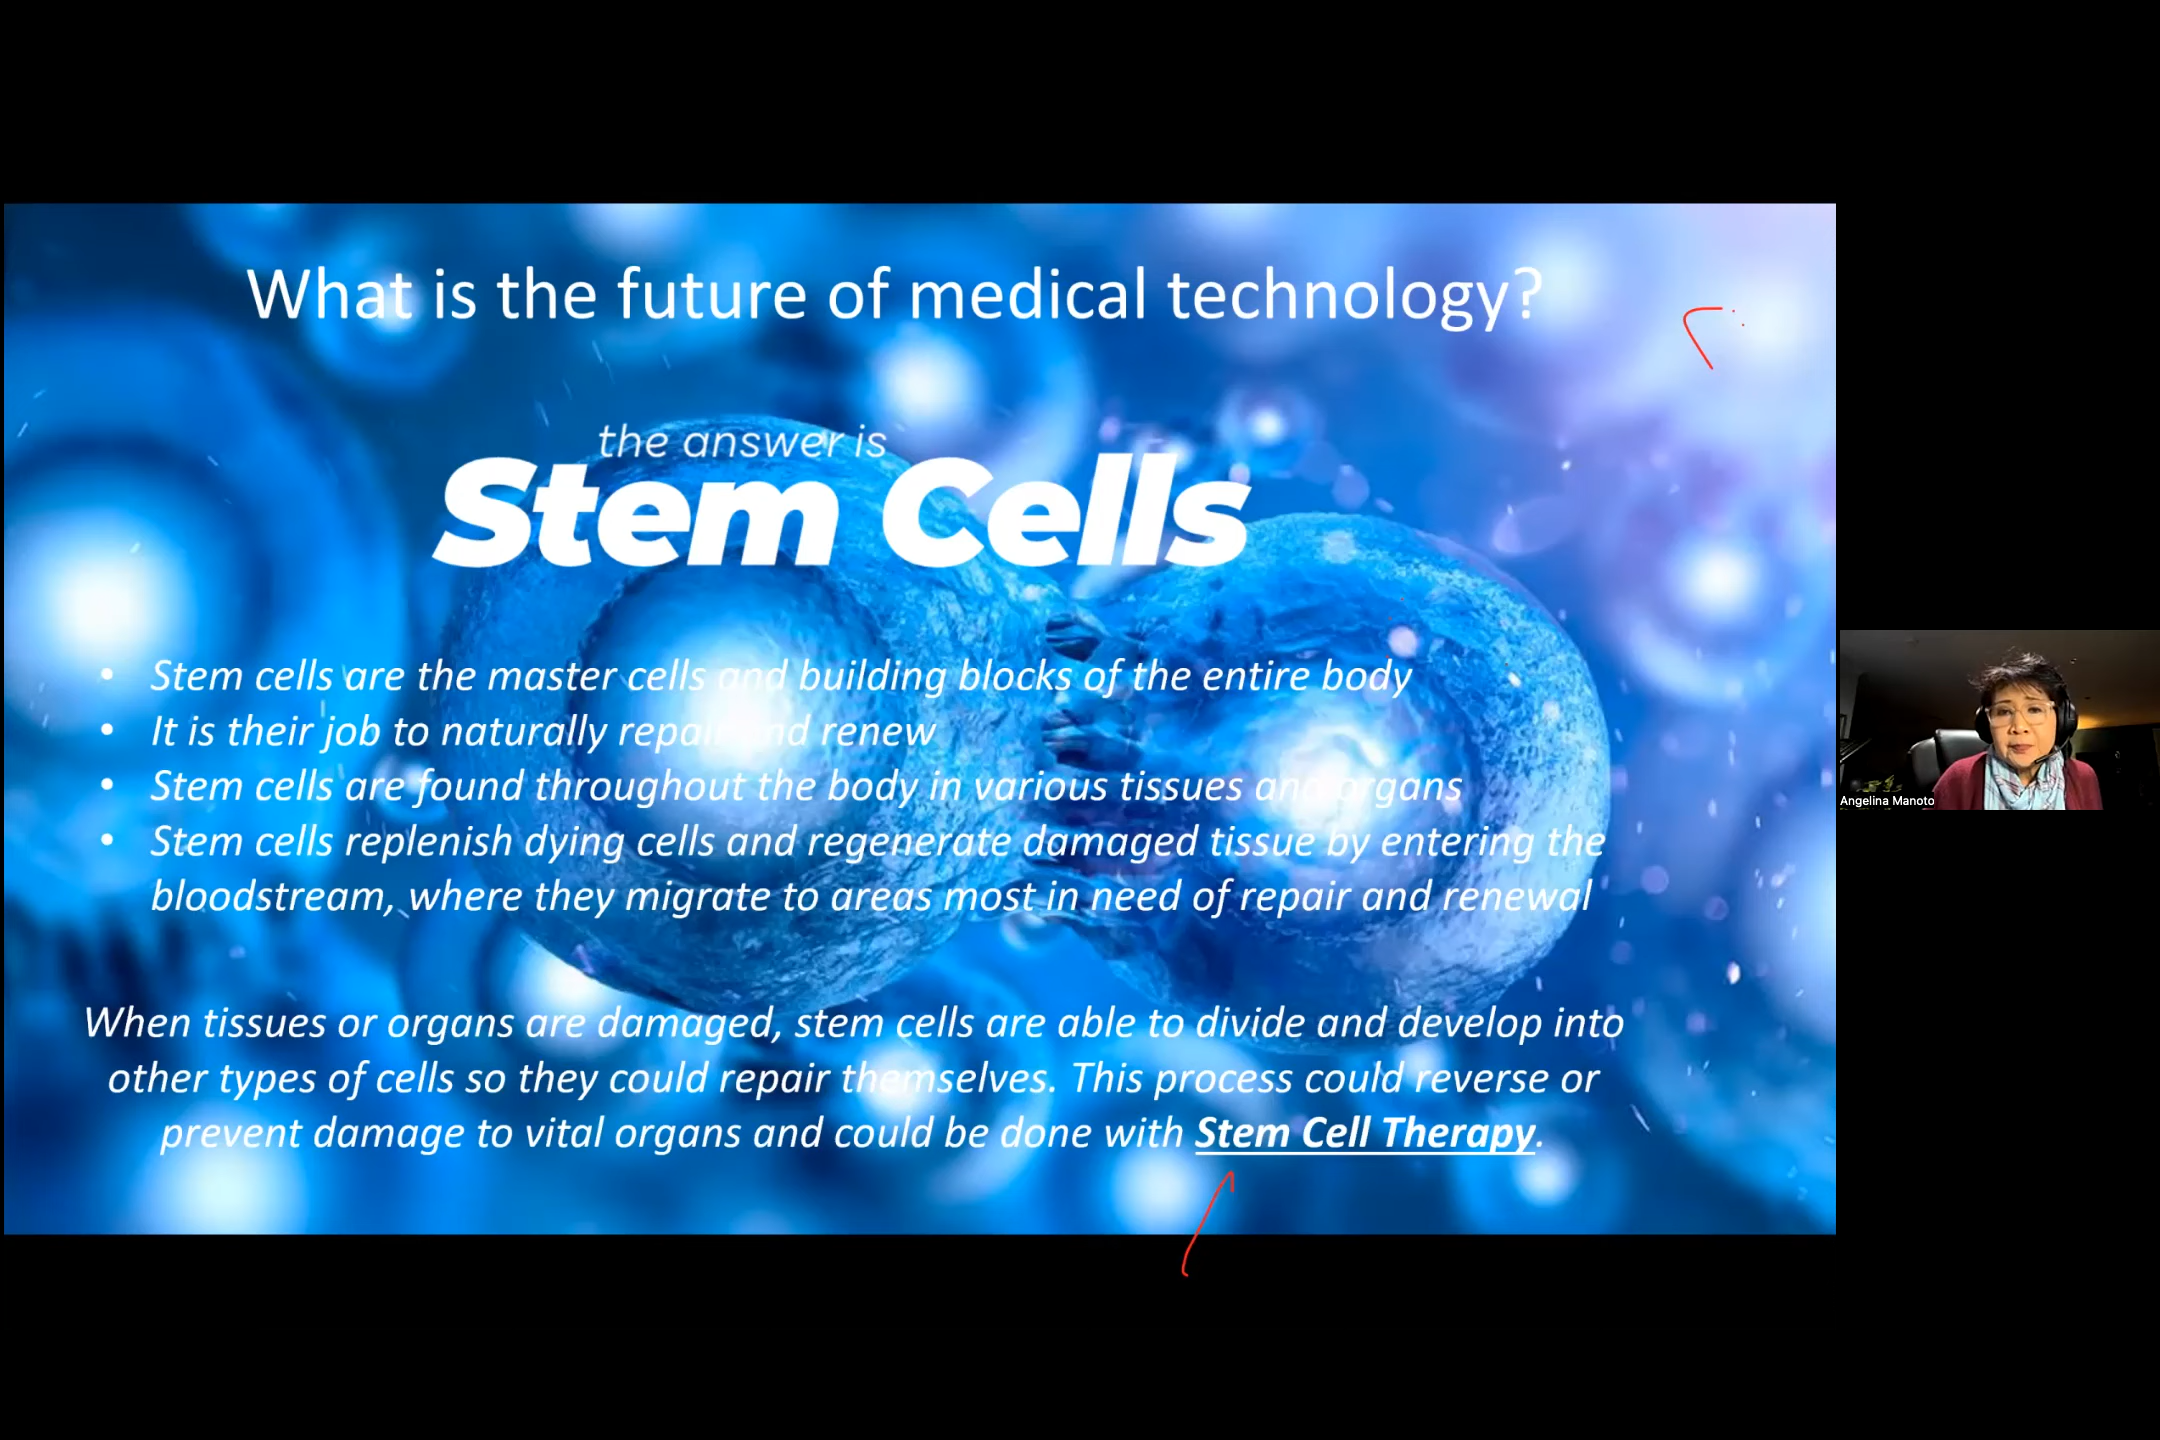 What is the future of medical technology?
the answer is
Stem Cells
• Stem cells are the master cells and building blocks of the entire body
• It is their job to naturally repair and renew
• Stem cells are found throughout the body in various tissues and organs
• Stem cells replenish dying cells and regenerate damaged tissue by entering the
bloodstream, where they migrate to areas most in need of repair and renewal
When tissues or organs are damaged, stem cells are able to divide and develop into
other types of cells so they could repair themselves. This process could reverse or
prevent damage to vital organs and could be done with Stem Cell Therapy.
Angelina Manoto